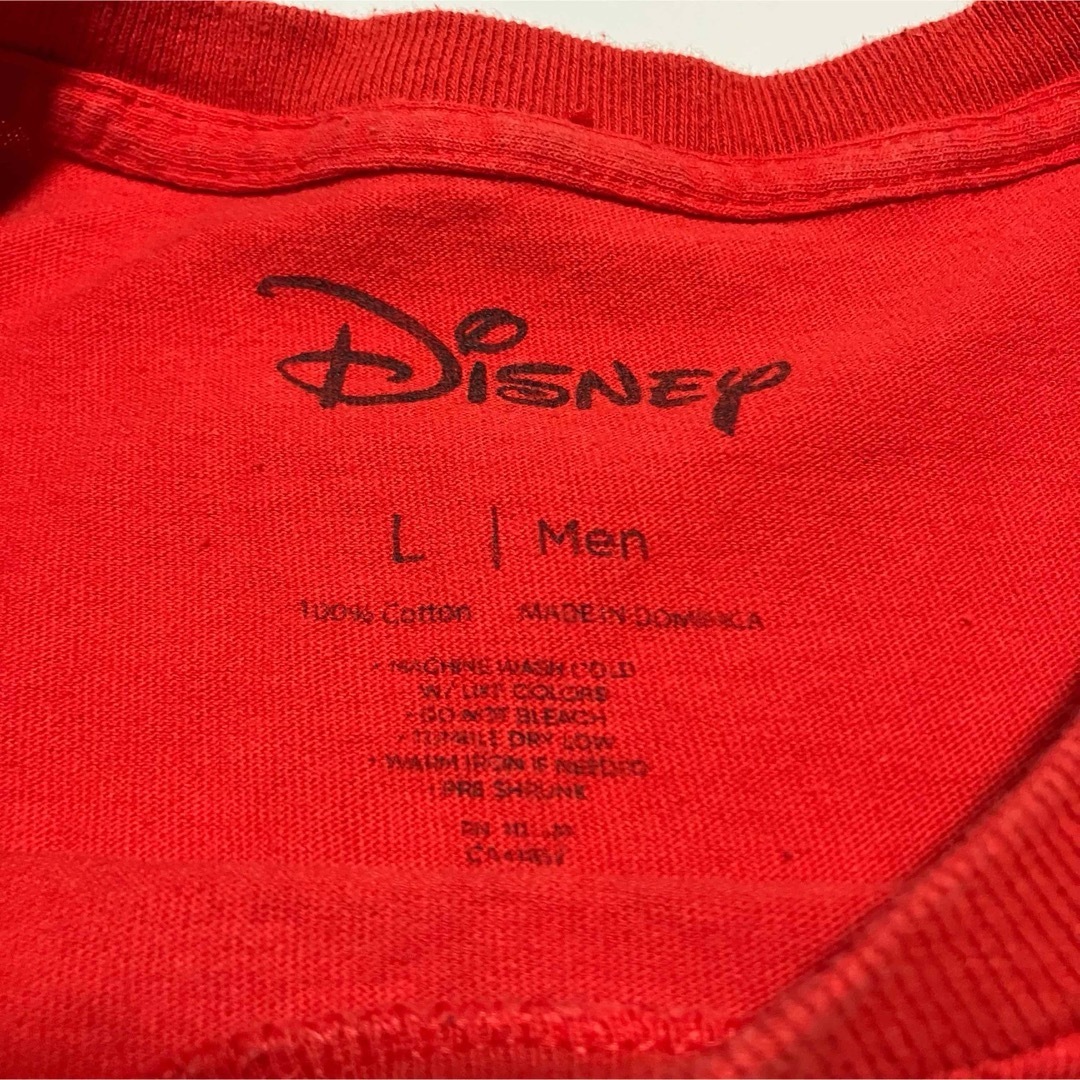 Disney
L | Men
100% Cotton MADE IN DOMINICA
• MACHINE WASH COLD
W/ LIKE COLORS
• DO NOT BLEACH
• TUMBLE DRY LOW
• WARM IRON IF NEEDED
PRE SHRUNK
RN